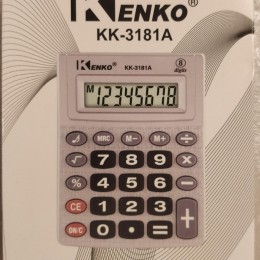 KENKO®
KK-3181A
KENKO
KK-3181A
8
digits
M
12345678
MRC M- M+ ÷
√ 7 8 9 ×
% 4 5 6 −
CE 1 2 3 +
ON/C 0 • =